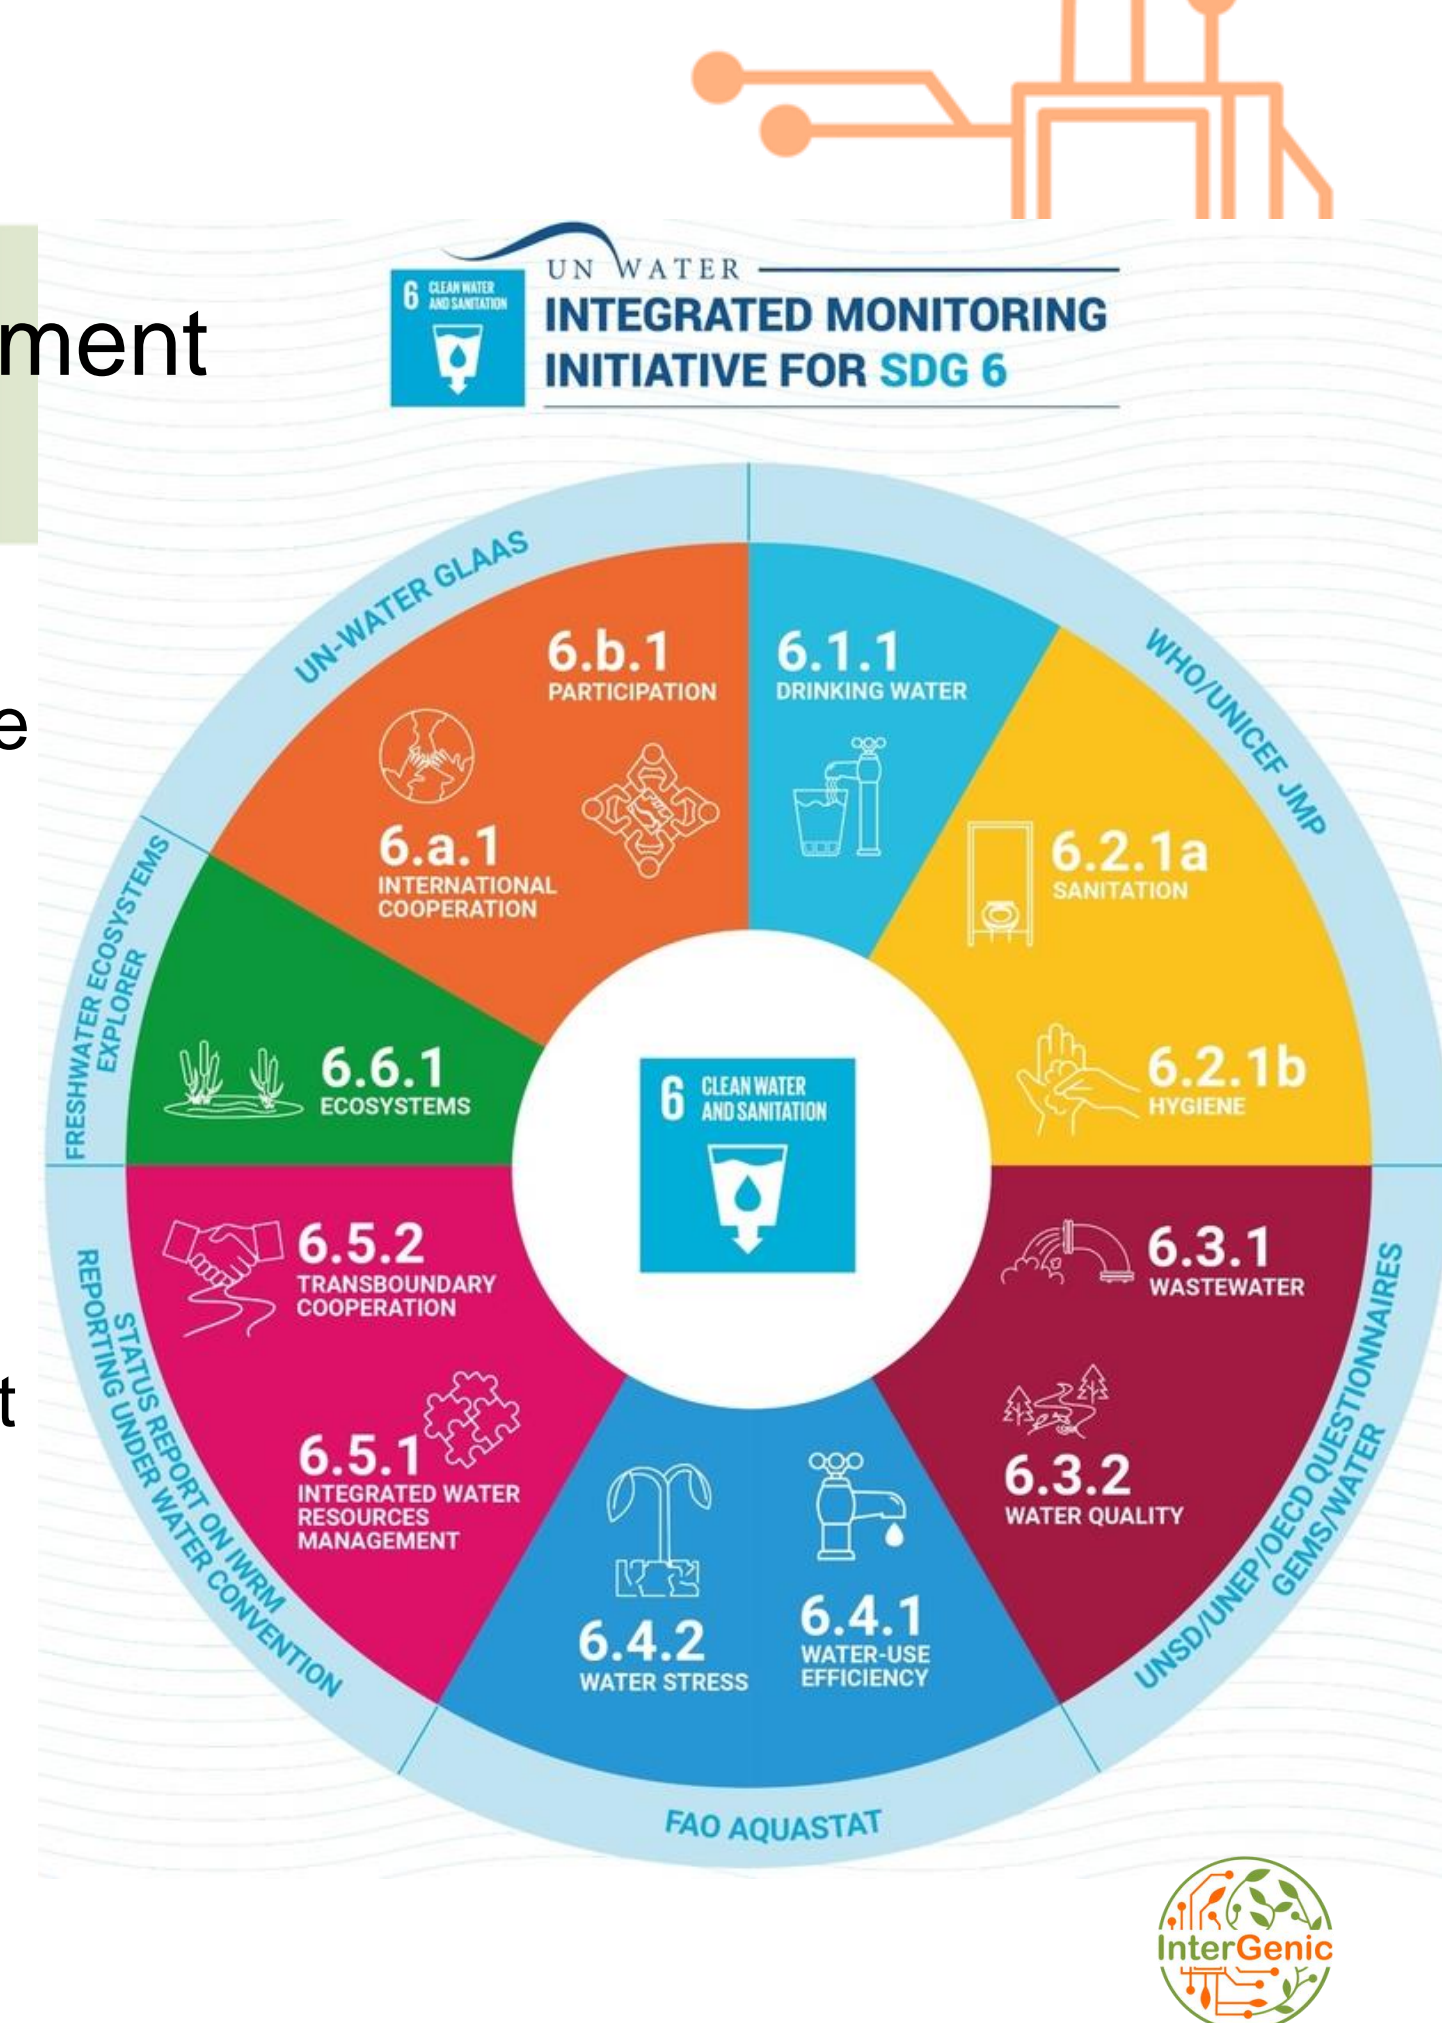 UN WATER
6 CLEAN WATER
AND SANITATION
INTEGRATED MONITORING
INITIATIVE FOR SDG 6
ment
e
t
UN-WATER GLAAS
WHO/UNICEF JMP
UNSD/UNEP/OECD QUESTIONNAIRES
GEMS/WATER
FAO AQUASTAT
STATUS REPORT ON IWRM
REPORTING UNDER WATER CONVENTION
FRESHWATER ECOSYSTEMS
EXPLORER
6.b.1
PARTICIPATION
6.a.1
INTERNATIONAL
COOPERATION
6.1.1
DRINKING WATER
6.2.1a
SANITATION
6.2.1b
HYGIENE
6.3.1
WASTEWATER
6.3.2
WATER QUALITY
6.4.1
WATER-USE
EFFICIENCY
6.4.2
WATER STRESS
6.5.1
INTEGRATED WATER
RESOURCES
MANAGEMENT
6.5.2
TRANSBOUNDARY
COOPERATION
6.6.1
ECOSYSTEMS
6 CLEAN WATER
AND SANITATION
InterGenic